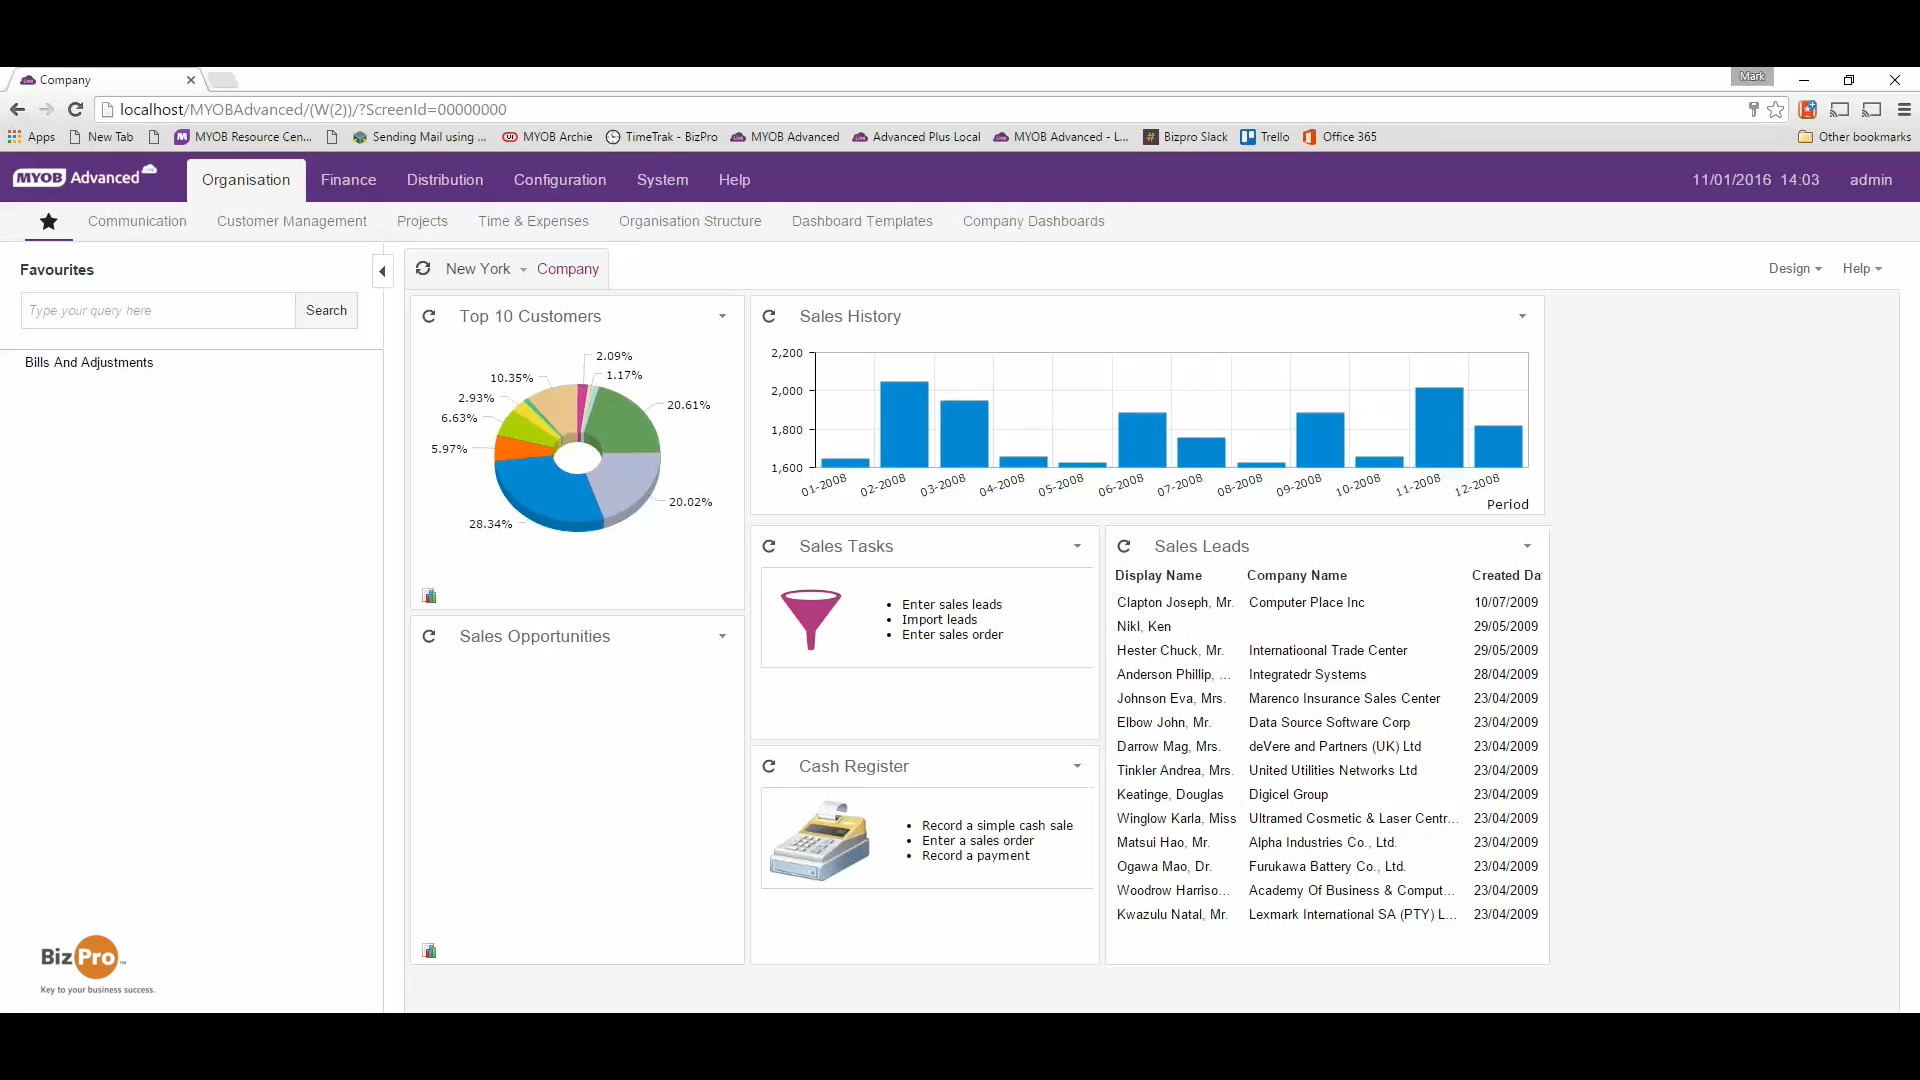 Company
Mark
localhost/MYOBAdvanced/(W(2))/?ScreenId=00000000
Apps New Tab MYOB Resource Cen... Sending Mail using ... MYOB Archie TimeTrak - BizPro MYOB Advanced Advanced Plus Local MYOB Advanced - L... Bizpro Slack Trello Office 365 Other bookmarks
MYOB Advanced Organisation Finance Distribution Configuration System Help 11/01/2016 14:03 admin
Communication Customer Management Projects Time & Expenses Organisation Structure Dashboard Templates Company Dashboards
Favourites
Type your query here Search
Bills And Adjustments
New York Company Design Help
Top 10 Customers
2.09%
1.17%
10.35%
2.93%
20.61%
6.63%
5.97%
20.02%
28.34%
Sales History
2,200
2,000
1,800
1,600
01-2008 02-2008 03-2008 04-2008 05-2008 06-2008 07-2008 08-2008 09-2008 10-2008 11-2008 12-2008
Period
Sales Opportunities
Sales Tasks
Enter sales leads
Import leads
Enter sales order
Cash Register
Record a simple cash sale
Enter a sales order
Record a payment
Sales Leads
Display Name Company Name Created Da
Clapton Joseph, Mr. Computer Place Inc 10/07/2009
Nikl, Ken 29/05/2009
Hester Chuck, Mr. Internatioonal Trade Center 29/05/2009
Anderson Phillip, ... Integratedr Systems 28/04/2009
Johnson Eva, Mrs. Marenco Insurance Sales Center 23/04/2009
Elbow John, Mr. Data Source Software Corp 23/04/2009
Darrow Mag, Mrs. deVere and Partners (UK) Ltd 23/04/2009
Tinkler Andrea, Mrs. United Utilities Networks Ltd 23/04/2009
Keatinge, Douglas Digicel Group 23/04/2009
Winglow Karla, Miss Ultramed Cosmetic & Laser Centr... 23/04/2009
Matsui Hao, Mr. Alpha Industries Co., Ltd. 23/04/2009
Ogawa Mao, Dr. Furukawa Battery Co., Ltd. 23/04/2009
Woodrow Harriso... Academy Of Business & Comput... 23/04/2009
Kwazulu Natal, Mr. Lexmark International SA (PTY) L... 23/04/2009
BizPro™
Key to your business success.